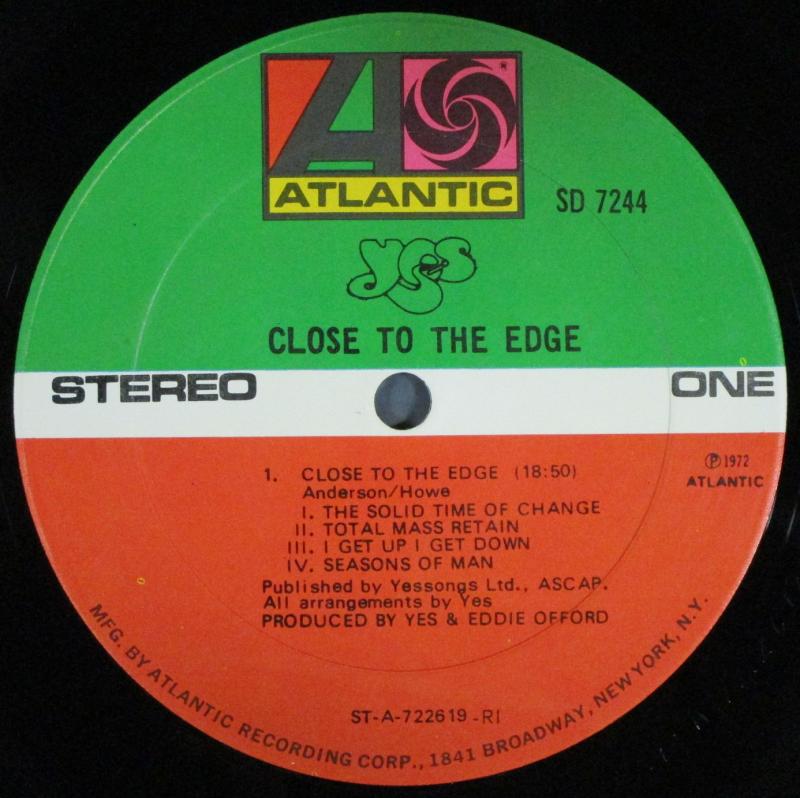 ATLANTIC
SD 7244
yes
CLOSE TO THE EDGE
STEREO
ONE
1. CLOSE TO THE EDGE (18:50)
Anderson/Howe
I. THE SOLID TIME OF CHANGE
II. TOTAL MASS RETAIN
III. I GET UP I GET DOWN
IV. SEASONS OF MAN
Published by Yessongs Ltd., ASCAP.
All arrangements by Yes
PRODUCED BY YES & EDDIE OFFORD
℗ 1972
ATLANTIC
ST-A-722619-RI
MFG. BY ATLANTIC RECORDING CORP., 1841 BROADWAY, NEW YORK, N.Y.